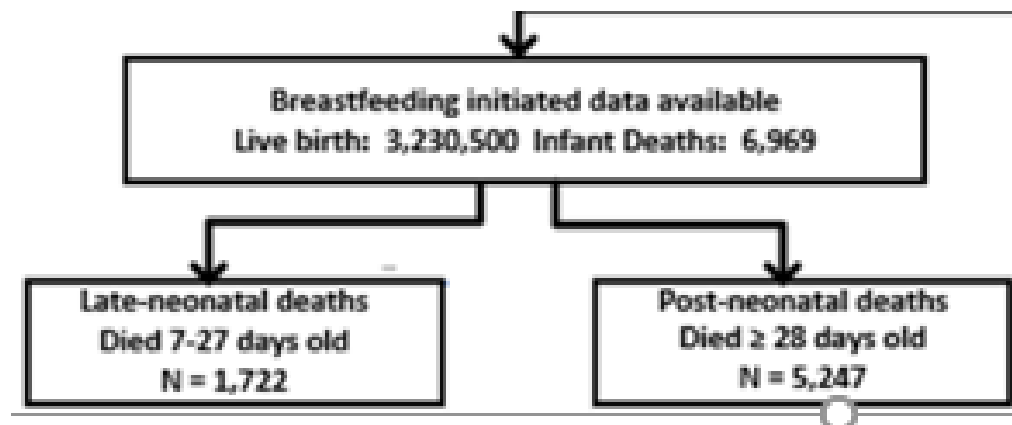 Breastfeeding initiated data available
Live birth: 3,230,500 Infant Deaths: 6,969
Late-neonatal deaths
Died 7-27 days old
N = 1,722
Post-neonatal deaths
Died ≥ 28 days old
N = 5,247